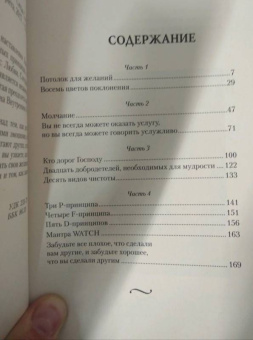 СОДЕРЖАНИЕ
Часть 1
Потолок для желаний 7
Восемь цветов поклонения 29
Часть 2
Молчание 47
Вы не всегда можете оказать услугу,
но вы всегда можете говорить услужливо 71
Часть 3
Кто дорог Господу 100
Двадцать добродетелей, необходимых для мудрости 122
Десять видов чистоты 133
Часть 4
Три P-принципа 141
Четыре F-принципа 151
Пять D-принципов 156
Мантра WATCH 163
Забудьте все плохое, что сделали
вам другие, и забудьте хорошее,
что вы сделали другим 169